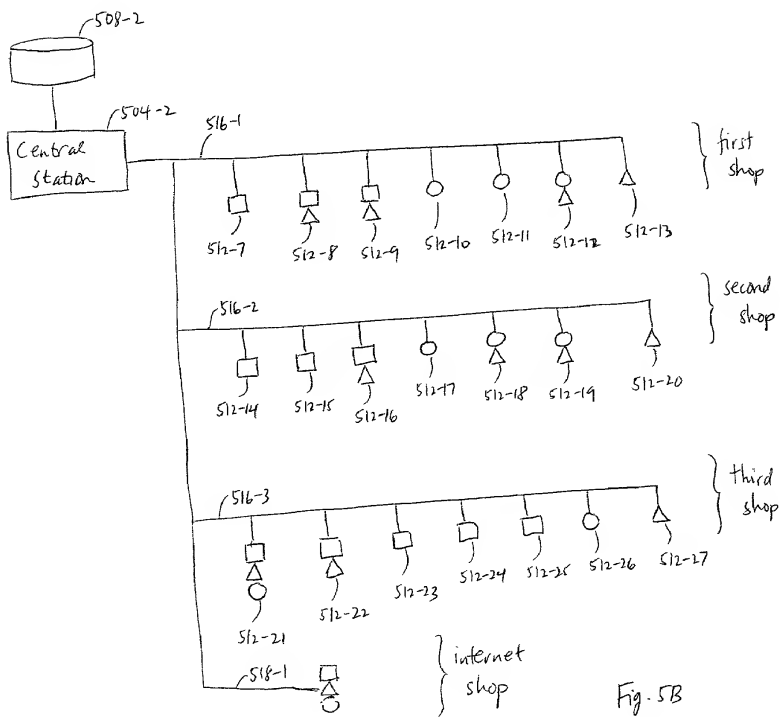 508-2
504-2
Central
Station
516-1
first
shop
512-7
512-8
512-9
512-10
512-11
512-12
512-13
516-2
second
shop
512-14
512-15
512-16
512-17
512-18
512-19
512-20
516-3
third
shop
512-21
512-22
512-23
512-24
512-25
512-26
512-27
518-1
internet
shop
Fig. 5B